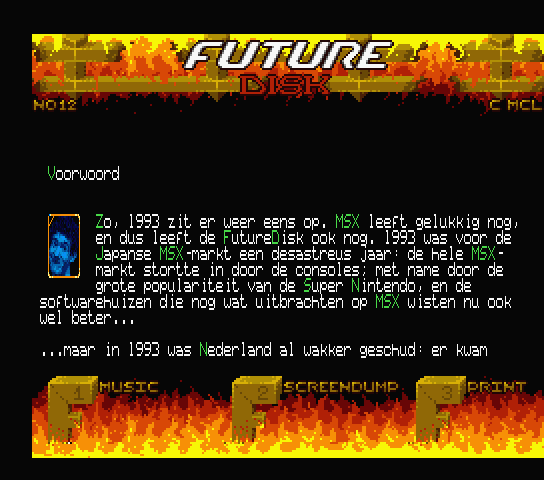 FUTURE
DISK
NO12
C MCL
Voorwoord
Zo, 1993 zit er weer eens op. MSX leeft gelukkig nog,
en dus leeft de FutureDisk ook nog. 1993 was voor de
Japanse MSX-markt een desastreus jaar: de hele MSX-
markt stortte in door de consoles; met name door de
grote populariteit van de Super Nintendo, en de
softwarehuizen die nog wat uitbrachten op MSX wisten nu ook
wel beter...
...maar in 1993 was Nederland al wakker geschud: er kwam
1 MUSIC 2 SCREENDUMP 3 PRINT